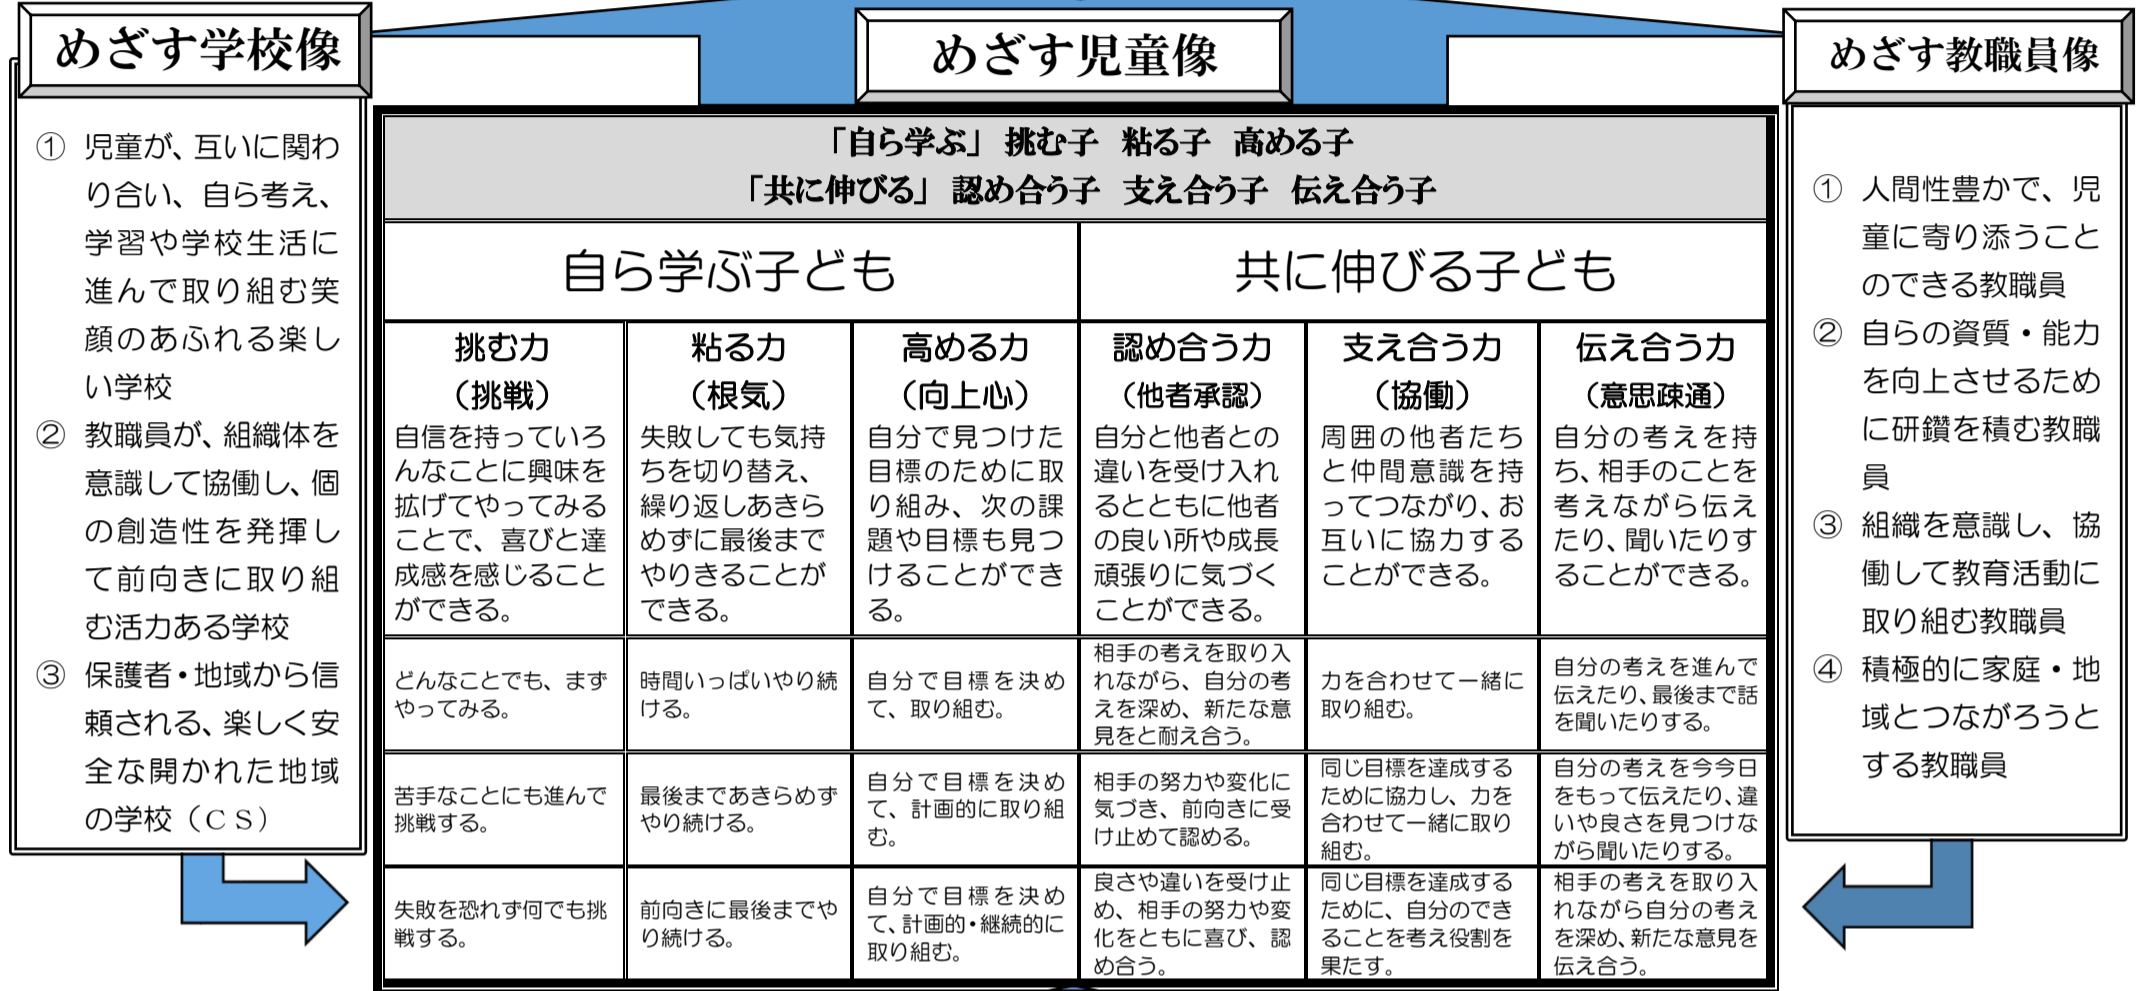 めざす学校像
① 児童が、互いに関わ
り合い、自ら考え、
学習や学校生活に
進んで取り組む笑
顔のあふれる楽し
い学校
② 教職員が、組織体を
意識して協働し、個
の創造性を発揮し
て前向きに取り組
む活力ある学校
③ 保護者・地域から信
頼される、楽しく安
全な開かれた地域
の学校（ＣＳ）
めざす児童像
「自ら学ぶ」 挑む子 粘る子 高める子
「共に伸びる」 認め合う子 支え合う子 伝え合う子
自ら学ぶ子ども
共に伸びる子ども
挑む力
（挑戦）
自信を持っていろ
んなことに興味を
拡げてやってみる
ことで、喜びと達
成感を感じること
ができる。
粘る力
（根気）
失敗しても気持
ちを切り替え、
繰り返しあきら
めずに最後まで
やりきることが
できる。
高める力
（向上心）
自分で見つけた
目標のために取
り組み、次の課
題や目標も見つ
けることができ
る。
認め合う力
（他者承認）
自分と他者との
違いを受け入れ
るとともに他者
の良い所や成長
頑張りに気づく
ことができる。
支え合う力
（協働）
周囲の他者たち
と仲間意識を持
ってつながり、お
互いに協力する
ことができる。
伝え合う力
（意思疎通）
自分の考えを持
ち、相手のことを
考えながら伝え
たり、聞いたりす
ることができる。
どんなことでも、まず
やってみる。
時間いっぱいやり続
ける。
自分で目標を決め
て、取り組む。
相手の考えを取り入
れながら、自分の考
えを深め、新たな意
見をと耐え合う。
力を合わせて一緒に
取り組む。
自分の考えを進んで
伝えたり、最後まで話
を聞いたりする。
苦手なことにも進んで
挑戦する。
最後まであきらめず
やり続ける。
自分で目標を決め
て、計画的に取り組
む。
相手の努力や変化に
気づき、前向きに受
け止めて認める。
同じ目標を達成する
ために協力し、力を
合わせて一緒に取り
組む。
自分の考えを今今日
をもって伝えたり、違
いや良さを見つけな
がら聞いたりする。
失敗を恐れず何でも挑
戦する。
前向きに最後までや
り続ける。
自分で目標を決め
て、計画的・継続的に
取り組む。
良さや違いを受け止
め、相手の努力や変
化をともに喜び、認
め合う。
同じ目標を達成する
ために、自分のでき
ることを考え役割を
果たす。
相手の考えを取り入
れながら自分の考え
を深め、新たな意見を
伝え合う。
めざす教職員像
① 人間性豊かで、児
童に寄り添うこと
のできる教職員
② 自らの資質・能力
を向上させるため
に研鑽を積む教職
員
③ 組織を意識し、協
働して教育活動に
取り組む教職員
④ 積極的に家庭・地
域とつながろうと
する教職員